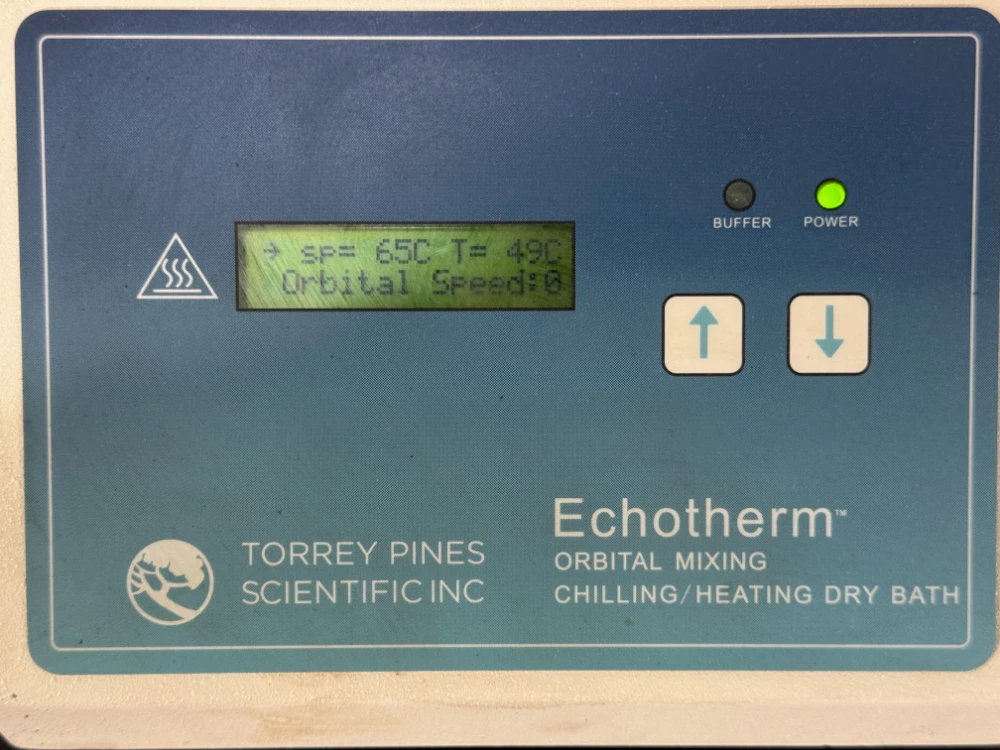 → sp= 65C T= 49C
Orbital Speed:0
BUFFER
POWER
Echotherm™
ORBITAL MIXING
CHILLING/HEATING DRY BATH
TORREY PINES
SCIENTIFIC INC